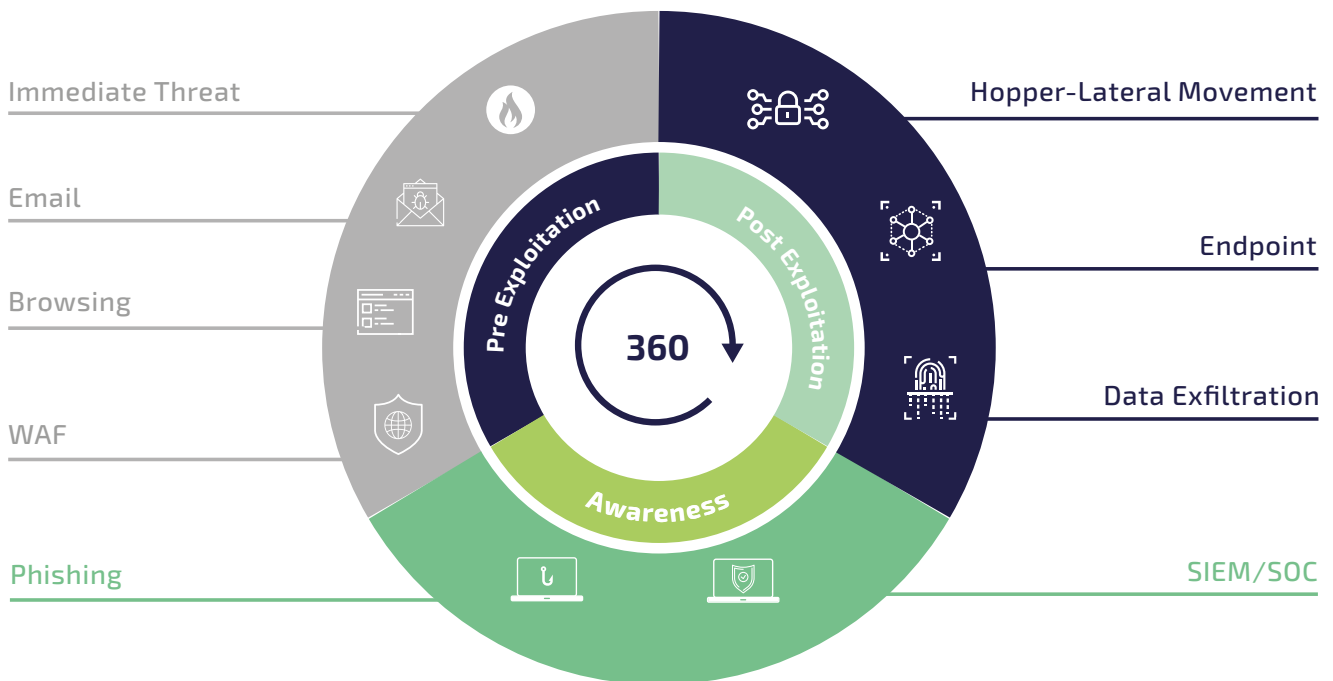 Immediate Threat
Email
Browsing
WAF
Phishing
Hopper-Lateral Movement
Endpoint
Data Exfiltration
SIEM/SOC
Pre Exploitation
Post Exploitation
Awareness
360